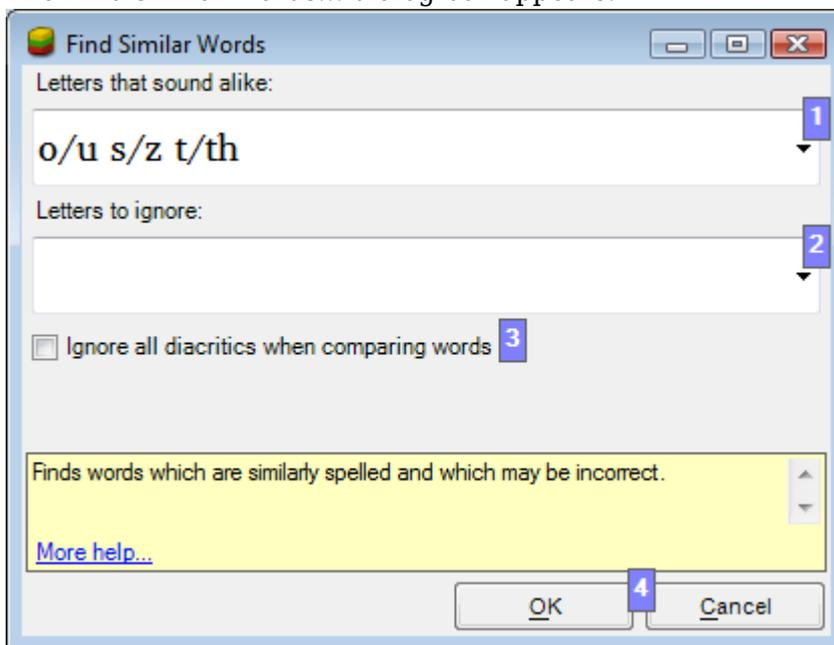 Find Similar Words
Letters that sound alike:
1
o/u s/z t/th
Letters to ignore:
2
Ignore all diacritics when comparing words 3
Finds words which are similarly spelled and which may be incorrect.
More help...
4
OK Cancel